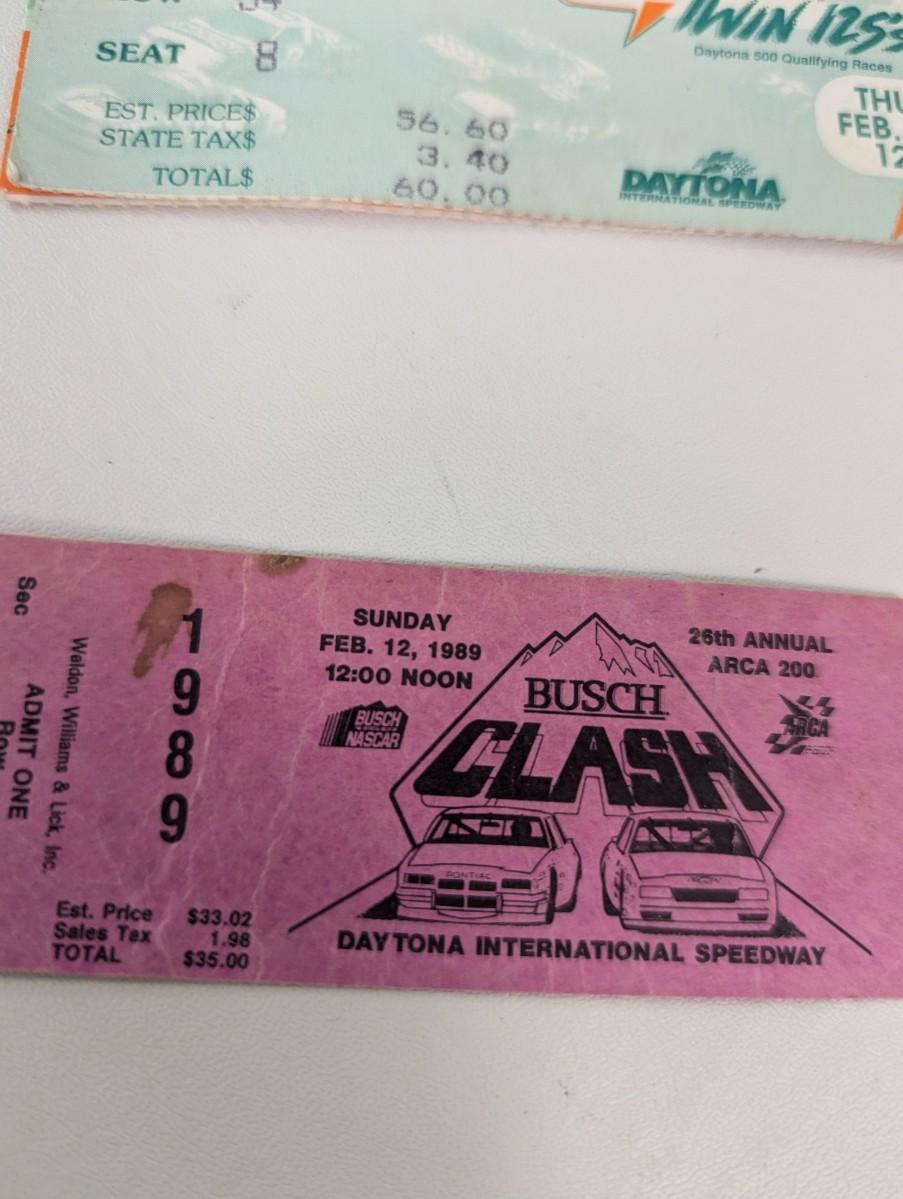 SEAT 8
TWIN 125's
Daytona 500 Qualifying Races
EST. PRICE$ 56.60
STATE TAX$ 3.40
TOTAL$ 60.00
DAYTONA
INTERNATIONAL SPEEDWAY
THU
FEB.
12
Sec
ADMIT ONE
Row
Weldon, Williams & Lick, Inc.
1989
SUNDAY
FEB. 12, 1989
12:00 NOON
BUSCH
NASCAR
BUSCH
CLASH
26th ANNUAL
ARCA 200
ARCA
PONTIAC
Est. Price $33.02
Sales Tax 1.98
TOTAL $35.00
DAYTONA INTERNATIONAL SPEEDWAY